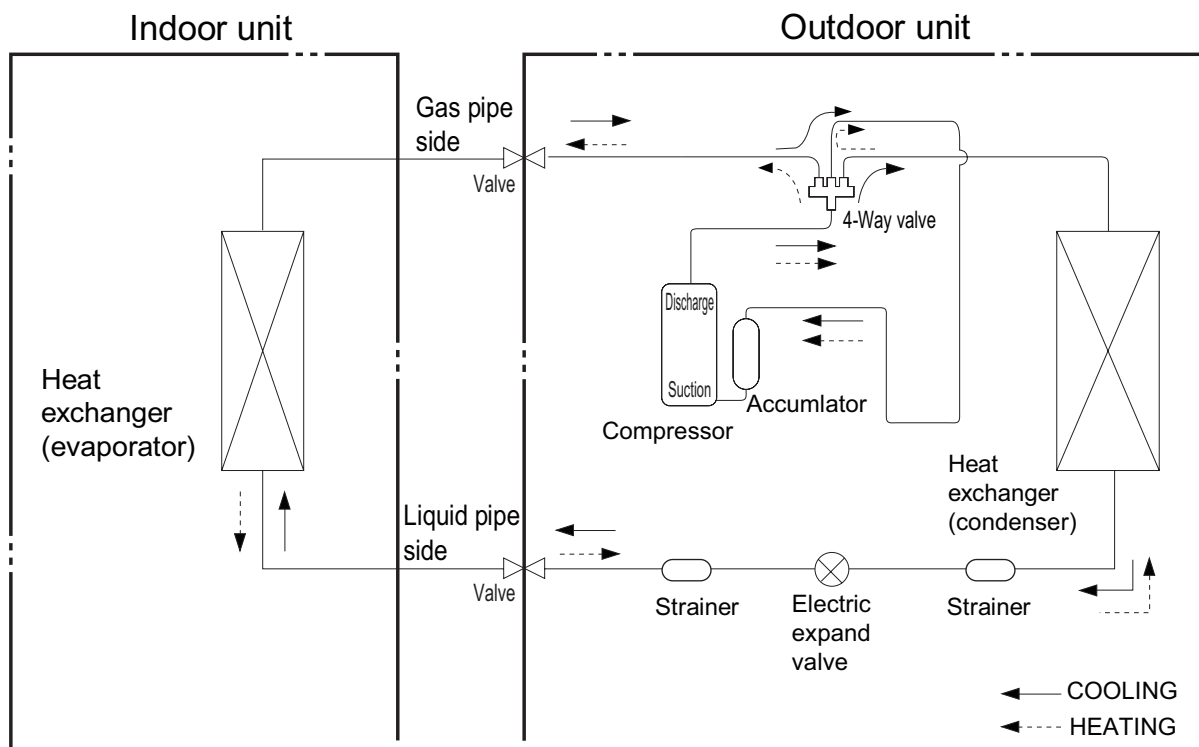 Indoor unit
Outdoor unit
Gas pipe
side
Valve
4-Way valve
Discharge
Suction
Compressor
Accumlator
Heat
exchanger
(evaporator)
Heat
exchanger
(condenser)
Liquid pipe
side
Valve
Strainer
Electric
expand
valve
Strainer
COOLING
HEATING